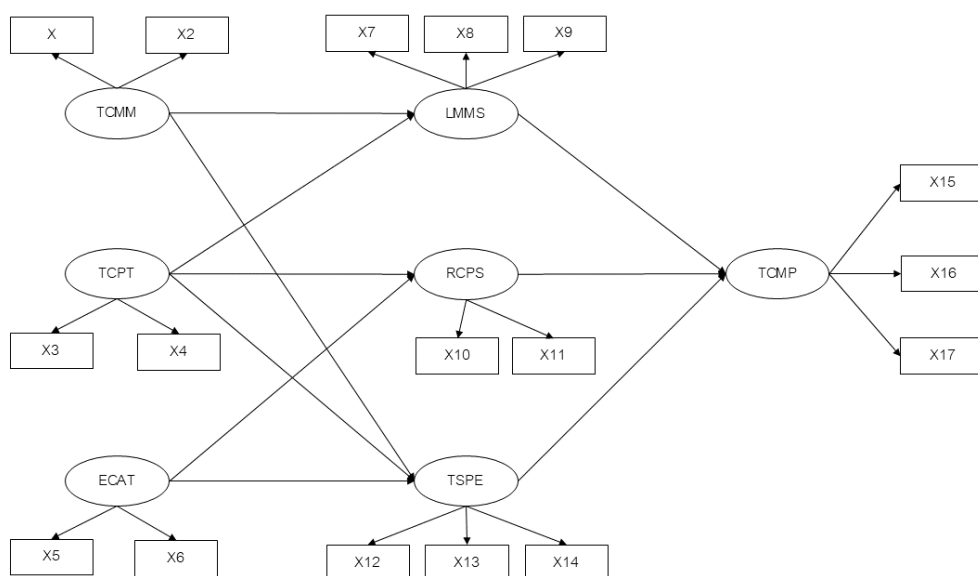 X
X2
X7
X8
X9
TCMM
LMMS
X15
TCPT
RCPS
TCMP
X16
X3
X4
X10
X11
X17
ECAT
TSPE
X5
X6
X12
X13
X14